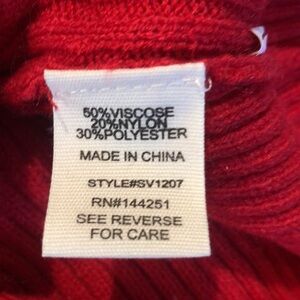 50%VISCOSE
20%NYLON
30%POLYESTER
MADE IN CHINA
STYLE#SV1207
RN#144251
SEE REVERSE
FOR CARE